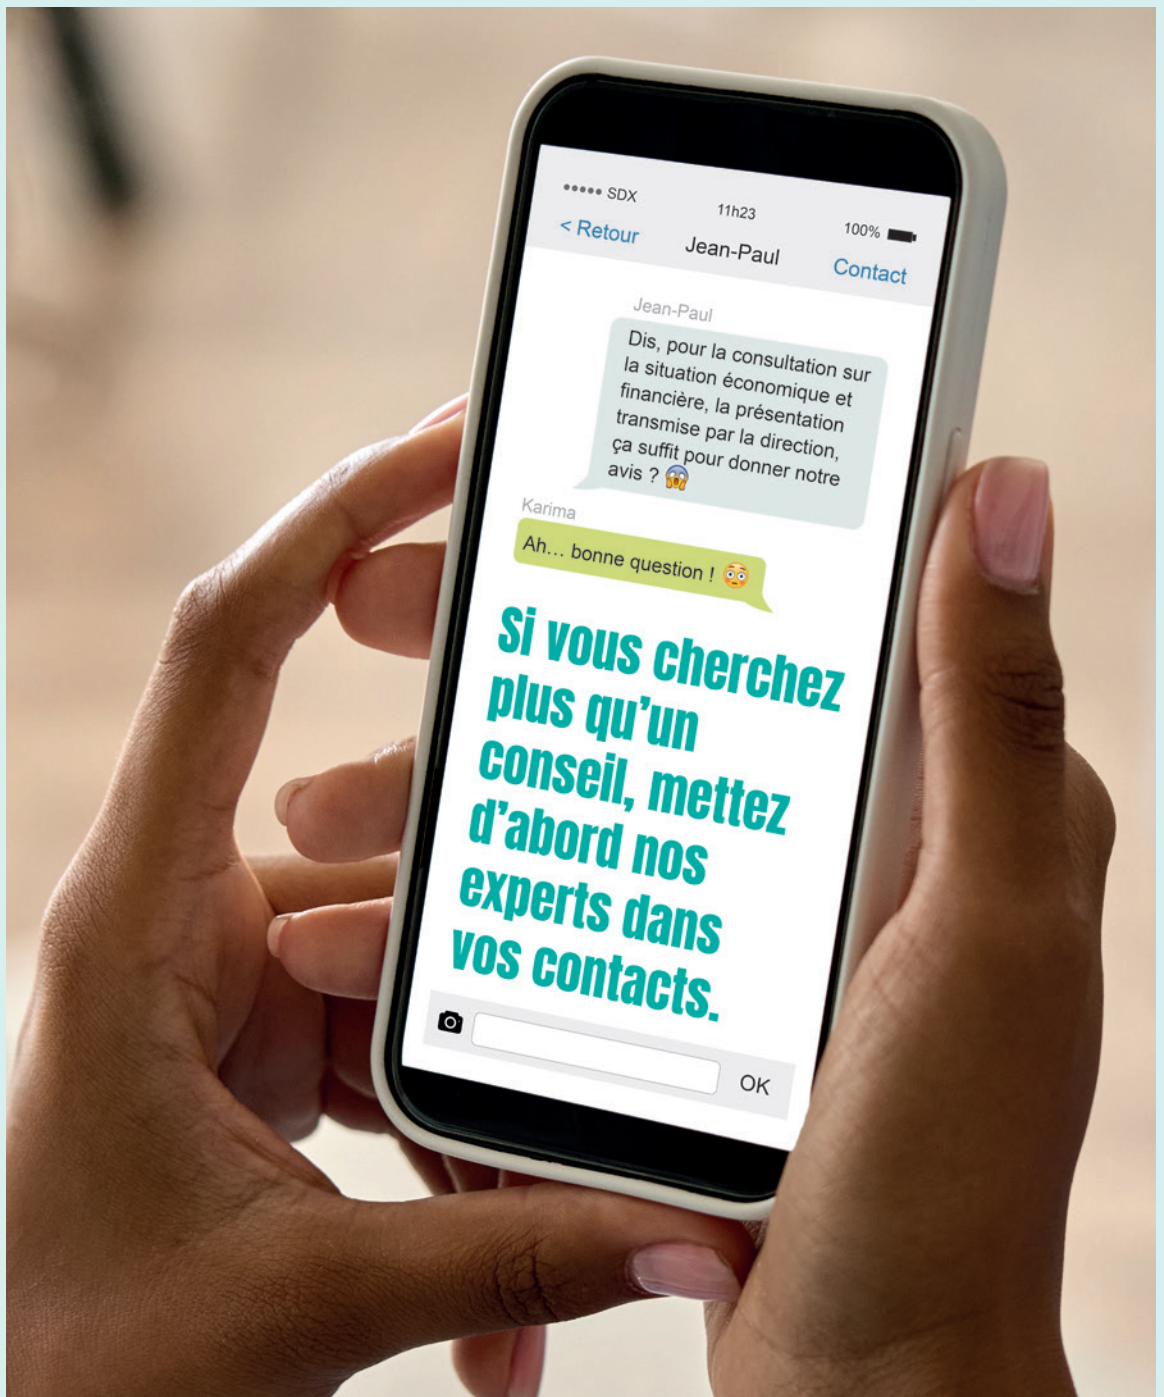 ••••• SDX
11h23
100%
< Retour
Jean-Paul
Contact
Jean-Paul
Dis, pour la consultation sur
la situation économique et
financière, la présentation
transmise par la direction,
ça suffit pour donner notre
avis ? 😱
Karima
Ah... bonne question ! 😳
Si vous cherchez
plus qu’un
conseil, mettez
d’abord nos
experts dans
vos contacts.
OK